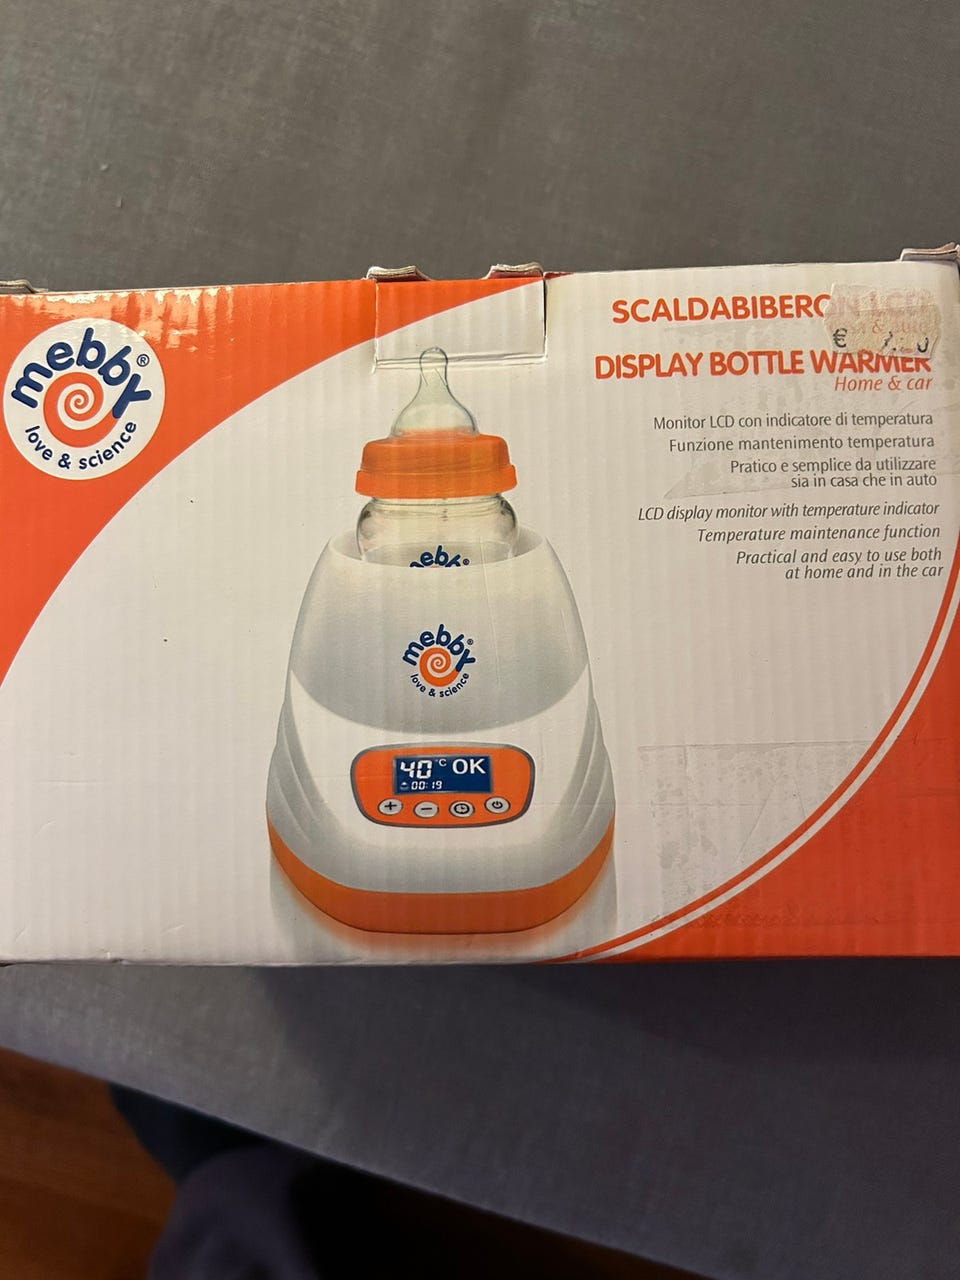 mebby®
love & science
SCALDABIBERON LCD
€
DISPLAY BOTTLE WARMER
Home & car
Monitor LCD con indicatore di temperatura
Funzione mantenimento temperatura
Pratico e semplice da utilizzare
sia in casa che in auto
LCD display monitor with temperature indicator
Temperature maintenance function
Practical and easy to use both
at home and in the car
mebby®
mebby®
love & science
40°C OK
00:19